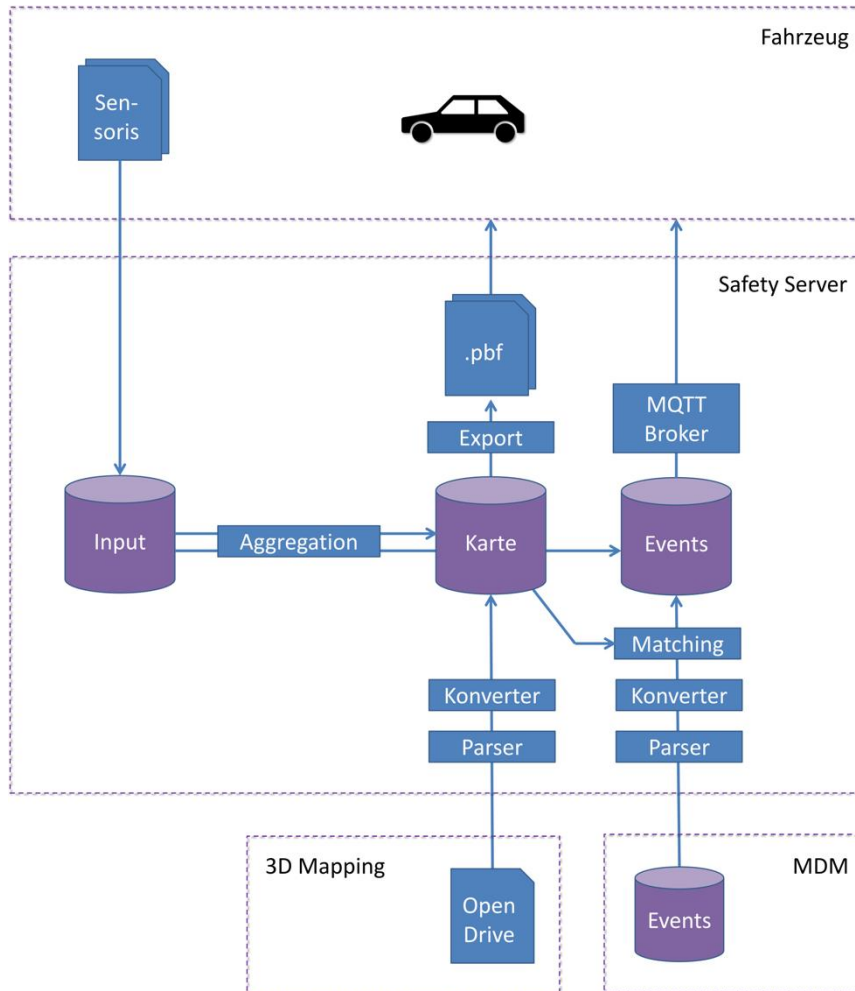 Fahrzeug
Sen-
soris
Safety Server
.pbf
MQTT
Broker
Export
Input
Aggregation
Karte
Events
Matching
Konverter
Konverter
Parser
Parser
3D Mapping
MDM
Open
Drive
Events